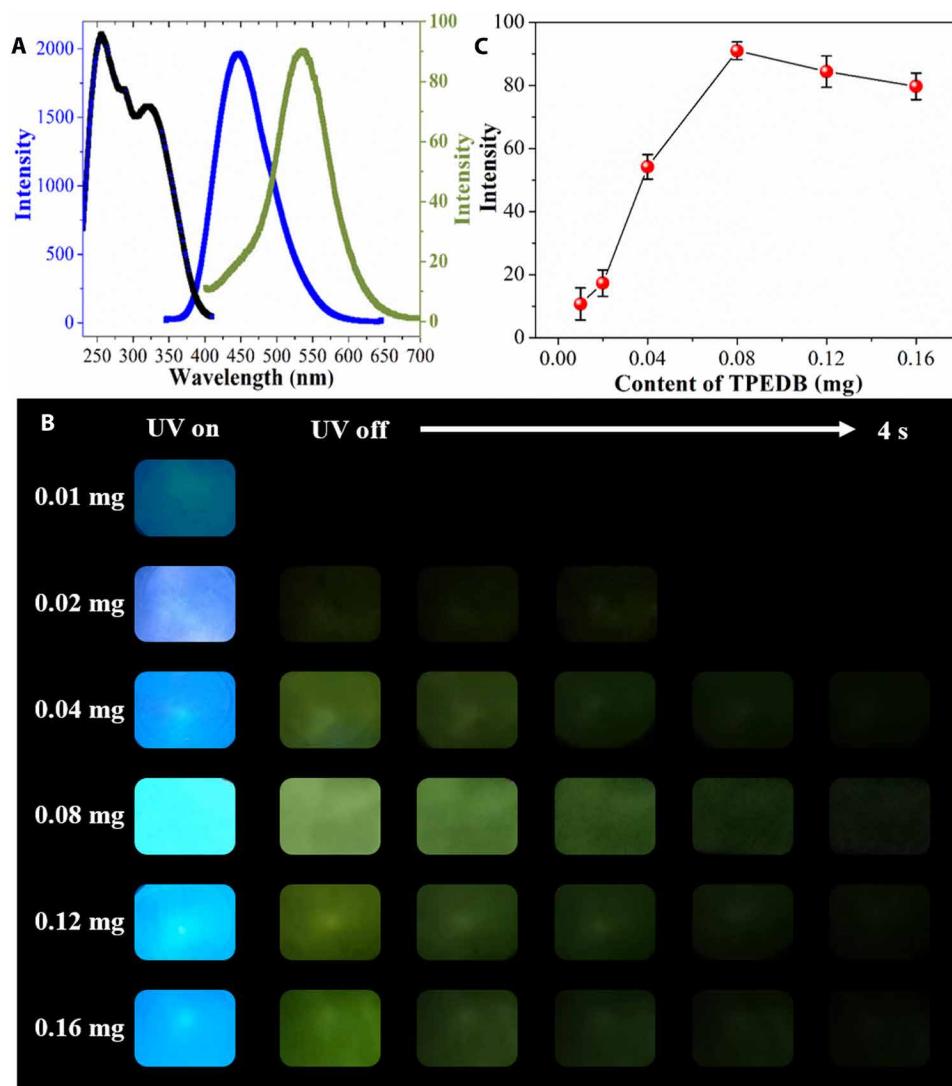 A
2000
1500
1000
500
0
Intensity
100
80
60
40
20
0
Intensity
250 300 350 400 450 500 550 600 650 700
Wavelength (nm)
C
100
80
60
40
20
0
Intensity
0.00 0.04 0.08 0.12 0.16
Content of TPEDB (mg)
B
UV on UV off 4 s
0.01 mg
0.02 mg
0.04 mg
0.08 mg
0.12 mg
0.16 mg